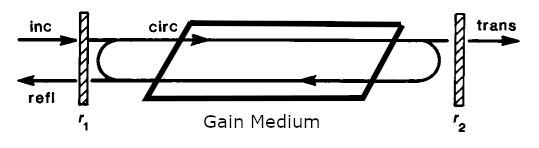 inc circ trans
refl
r1 r2
Gain Medium